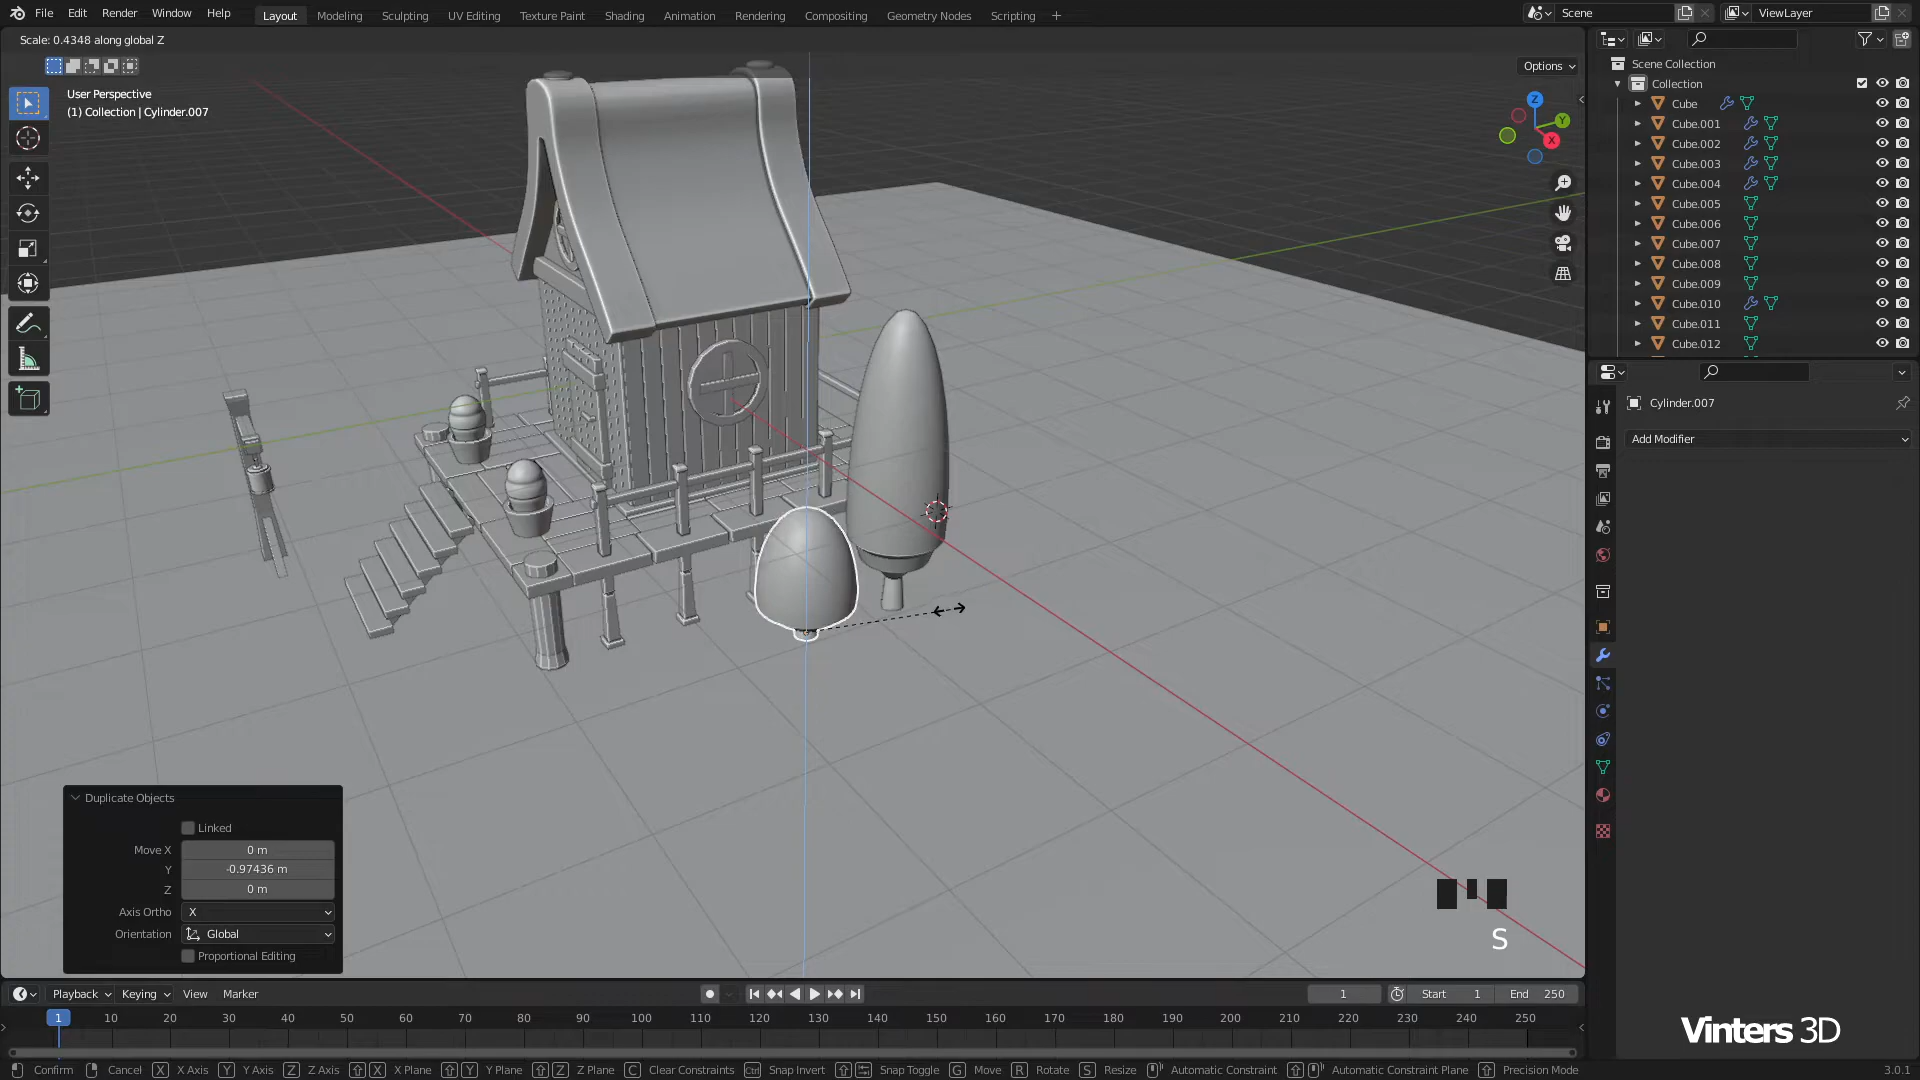 File Edit Render Window Help Layout Modeling Sculpting UV Editing Texture Paint Shading Animation Rendering Compositing Geometry Nodes Scripting + Scene ViewLayer
Scale: 0.4348 along global Z
Options
User Perspective
(1) Collection | Cylinder.007
Z
Y
X
Scene Collection
Collection
Cube
Cube.001
Cube.002
Cube.003
Cube.004
Cube.005
Cube.006
Cube.007
Cube.008
Cube.009
Cube.010
Cube.011
Cube.012
Cylinder.007
Add Modifier
Duplicate Objects
Linked
Move X 0 m
Y -0.97436 m
Z 0 m
Axis Ortho X
Orientation Global
Proportional Editing
S
Playback Keying View Marker 1 Start 1 End 250
1 10 20 30 40 50 60 70 80 90 100 110 120 130 140 150 160 170 180 190 200 210 220 230 240 250
Vinters 3D
Confirm Cancel X X Axis Y Y Axis Z Z Axis X X Plane Y Y Plane Z Z Plane C Clear Constraints Ctrl Snap Invert Snap Toggle G Move R Rotate S Resize Automatic Constraint Automatic Constraint Plane Precision Mode 3.0.1